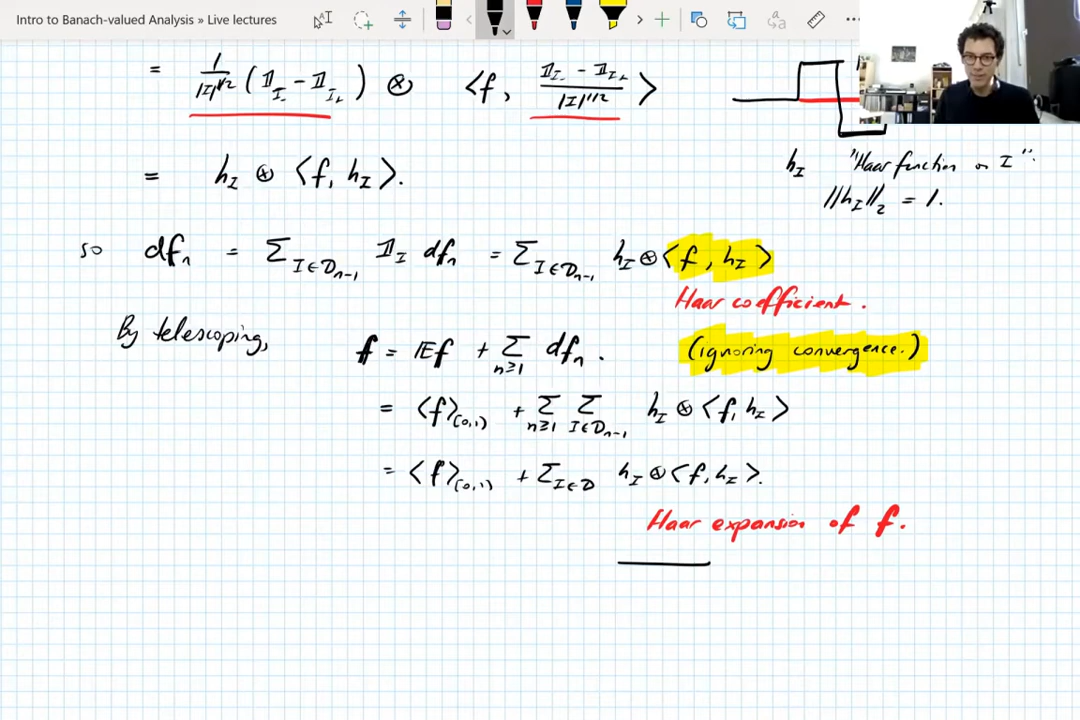 Intro to Banach-valued Analysis » Live lectures
= 1/|I|^{1/2} (𝟙_{I_-} - 𝟙_{I_+}) ⊗ ⟨f, (𝟙_{I_-} - 𝟙_{I_+})/|I|^{1/2}⟩
= h_I ⊗ ⟨f, h_I⟩.
h_I "Haar function on I":
||h_I||_2 = 1.
so df_n = Σ_{I∈D_{n-1}} 𝟙_I df_n = Σ_{I∈D_{n-1}} h_I ⊗ ⟨f, h_I⟩
Haar coefficient.
By telescoping,
f = 𝔼f + Σ_{n≥1} df_n. (ignoring convergence.)
= ⟨f⟩_{(0,1)} + Σ_{n≥1} Σ_{I∈D_{n-1}} h_I ⊗ ⟨f, h_I⟩
= ⟨f⟩_{(0,1)} + Σ_{I∈D} h_I ⊗ ⟨f, h_I⟩.
Haar expansion of f.